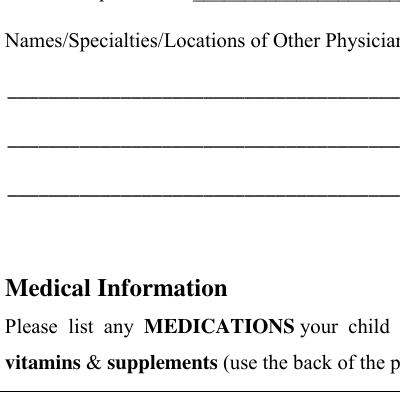 Names/Specialties/Locations of Other Physician
Medical Information
Please list any MEDICATIONS your child
vitamins & supplements (use the back of the p